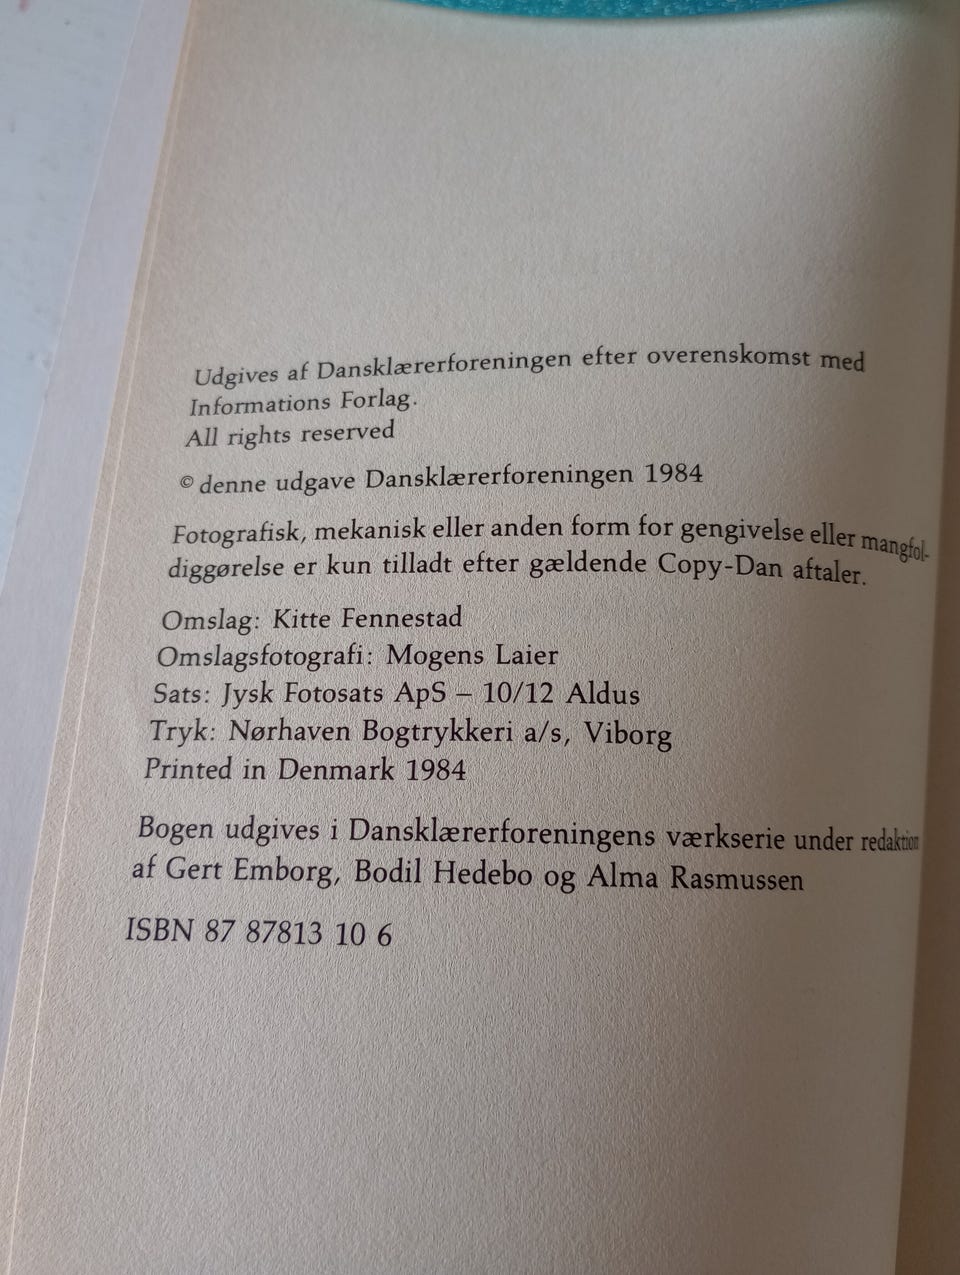 Udgives af Dansklærerforeningen efter overenskomst med
Informations Forlag.
All rights reserved
© denne udgave Dansklærerforeningen 1984
Fotografisk, mekanisk eller anden form for gengivelse eller mangfol-
diggørelse er kun tilladt efter gældende Copy-Dan aftaler.
Omslag: Kitte Fennestad
Omslagsfotografi: Mogens Laier
Sats: Jysk Fotosats ApS – 10/12 Aldus
Tryk: Nørhaven Bogtrykkeri a/s, Viborg
Printed in Denmark 1984
Bogen udgives i Dansklærerforeningens værkserie under redaktion
af Gert Emborg, Bodil Hedebo og Alma Rasmussen
ISBN 87 87813 10 6